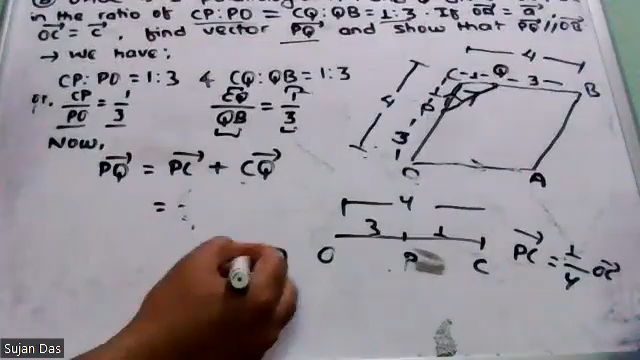 in the ratio of CP:PO = CQ:QB = 1:3. If OA = a,
OC = c, find vector PQ and show that PQ // OB
→ we have;
CP:PO = 1:3 & CQ:QB = 1:3
or, CP/PO = 1/3 CQ/QB = 1/3
Now,
PQ = PC + CQ
= -
4
C 1 Q 3 B
4
1
P
3
O A
4
3 1
O P C
PC = 1/4 OC
Sujan Das